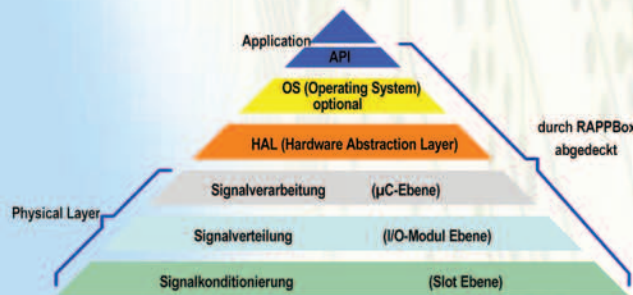 Application
API
OS (Operating System)
optional
HAL (Hardware Abstraction Layer)
durch RAPPBox
abgedeckt
Signalverarbeitung (µC-Ebene)
Physical Layer
Signalverteilung (I/O-Modul Ebene)
Signalkonditionierung (Slot Ebene)